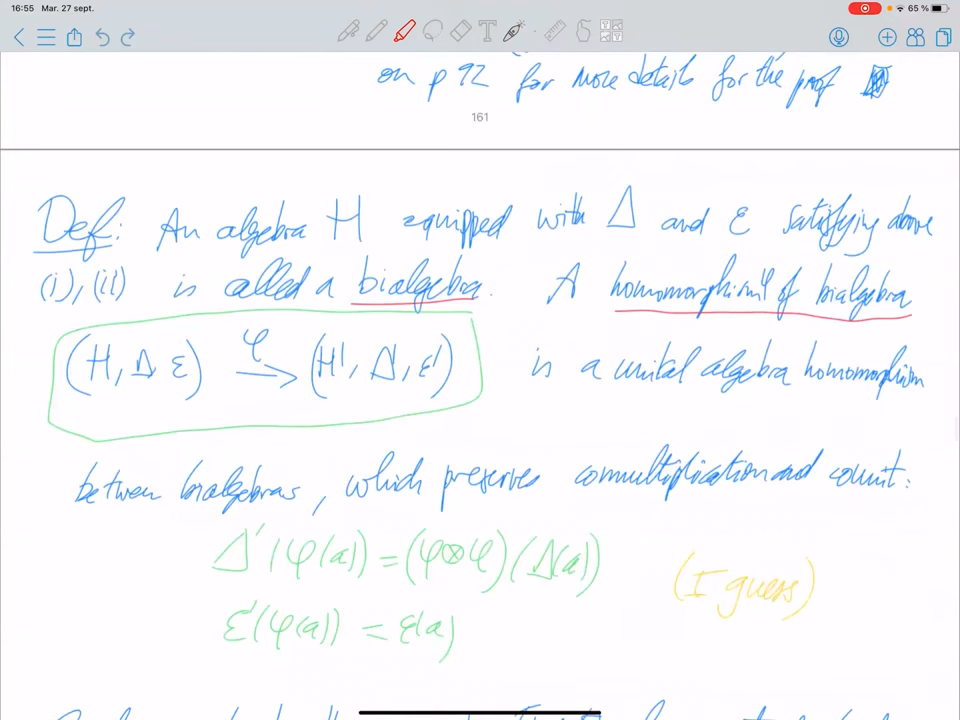 16:55 Mar. 27 sept.
65 %
on p 92 for more details for the proof
161
Def: An algebra H equipped with Δ and ε satisfying above
(i), (ii) is called a bialgebra. A homomorphism of bialgebra
(H, Δ, ε) φ → (H', Δ', ε') is a unital algebra homomorphism
between bialgebras, which preserves comultiplication and counit:
Δ'(φ(a)) = (φ⊗φ)(Δ(a))
(I guess)
ε'(φ(a)) = ε(a)